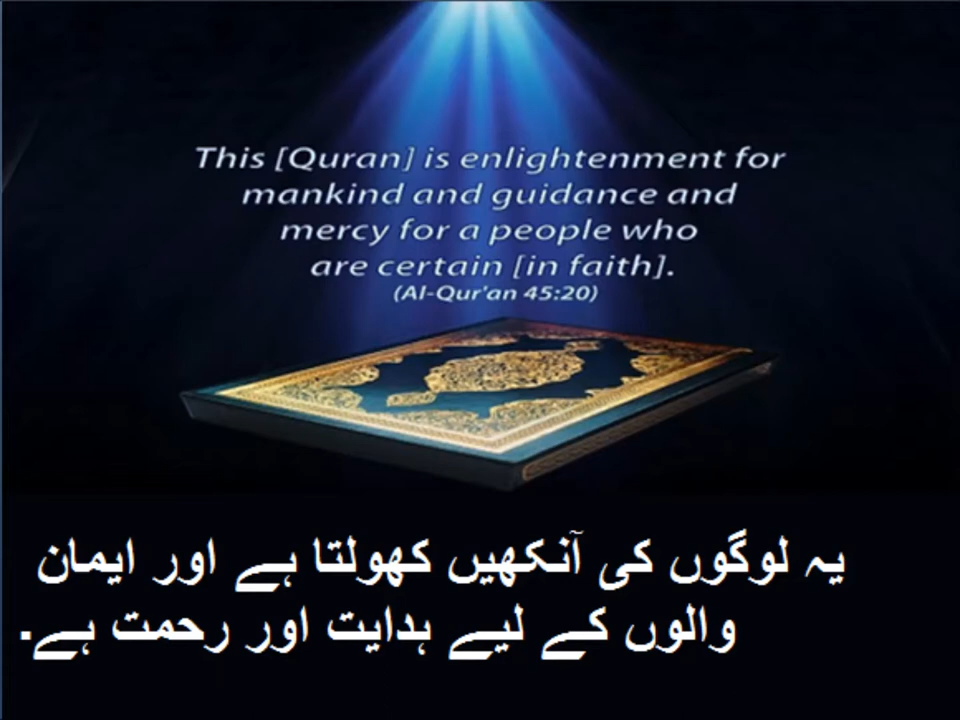 This [Quran] is enlightenment for
mankind and guidance and
mercy for a people who
are certain [in faith].
(Al-Qur'an 45:20)
یہ لوگوں کی آنکھیں کھولتا ہے اور ایمان
والوں کے لیے ہدایت اور رحمت ہے.